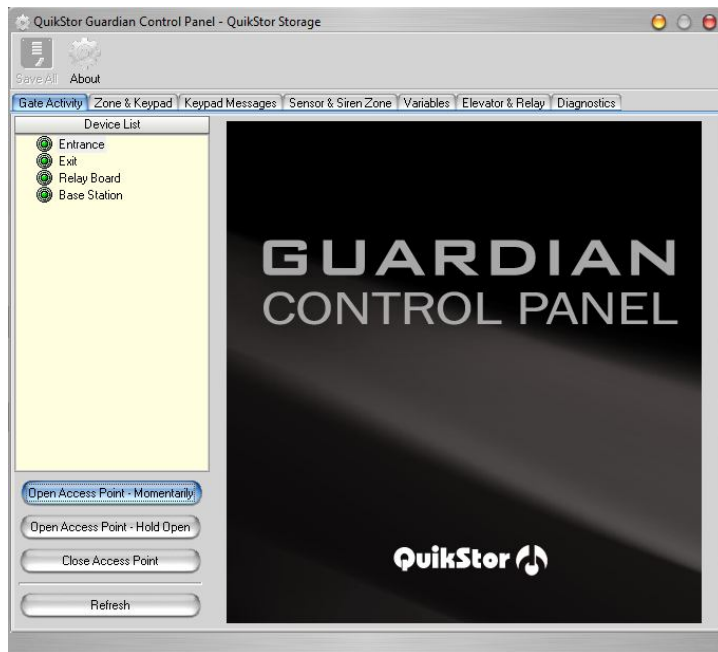 QuikStor Guardian Control Panel - QuikStor Storage
Save All About
Gate Activity Zone & Keypad Keypad Messages Sensor & Siren Zone Variables Elevator & Relay Diagnostics
Device List
Entrance
Exit
Relay Board
Base Station
GUARDIAN
CONTROL PANEL
Open Access Point - Momentarily
Open Access Point - Hold Open
Close Access Point
Refresh
QuikStor